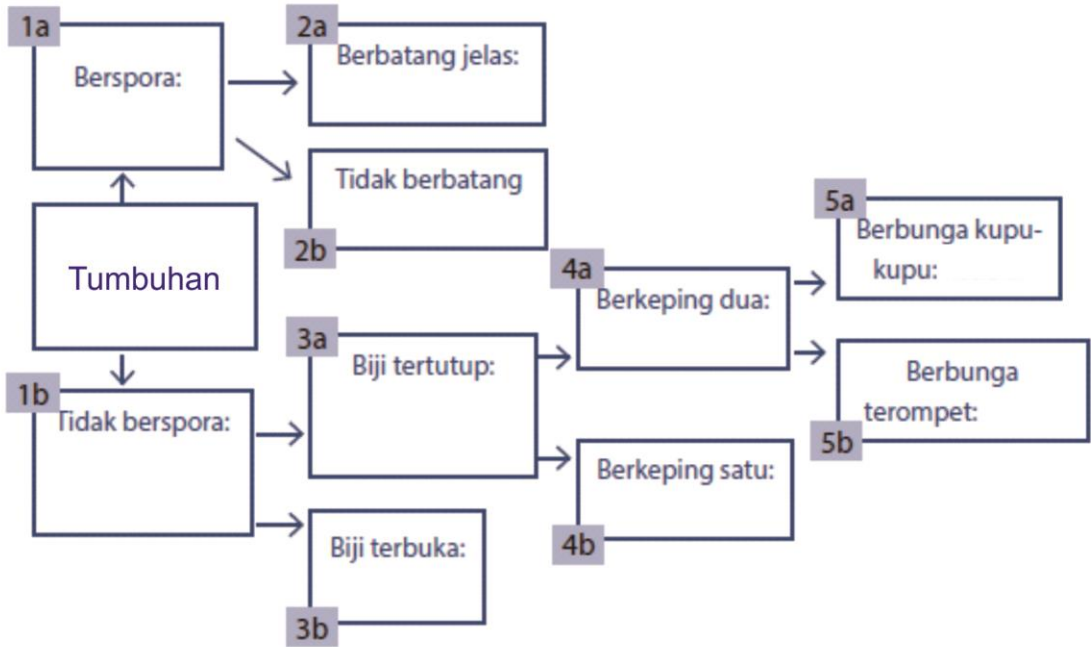 1a
Berspora:
2a
Berbatang jelas:
Tidak berbatang
2b
Tumbuhan
1b
Tidak berspora:
3a
Biji tertutup:
Biji terbuka:
3b
4a
Berkeping dua:
Berkeping satu:
4b
5a
Berbunga kupu-
kupu:
Berbunga
terompet:
5b